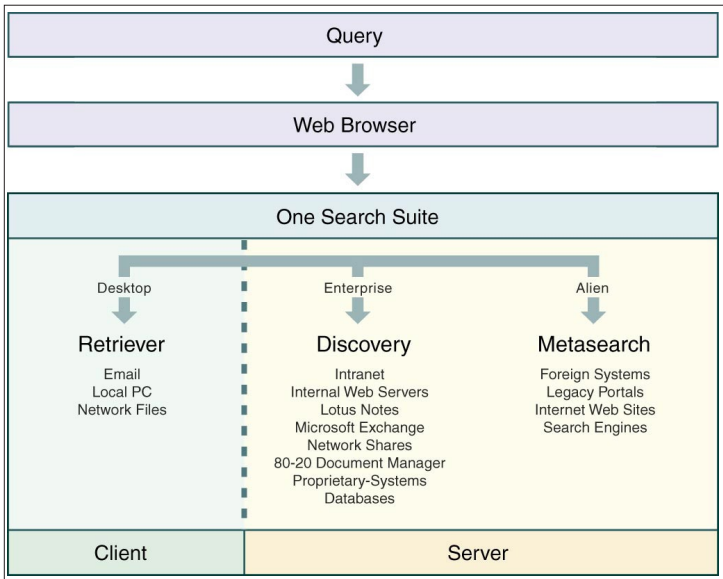 Query
Web Browser
One Search Suite
Desktop
Enterprise
Alien
Retriever
Email
Local PC
Network Files
Discovery
Intranet
Internal Web Servers
Lotus Notes
Microsoft Exchange
Network Shares
80-20 Document Manager
Proprietary-Systems
Databases
Metasearch
Foreign Systems
Legacy Portals
Internet Web Sites
Search Engines
Client
Server